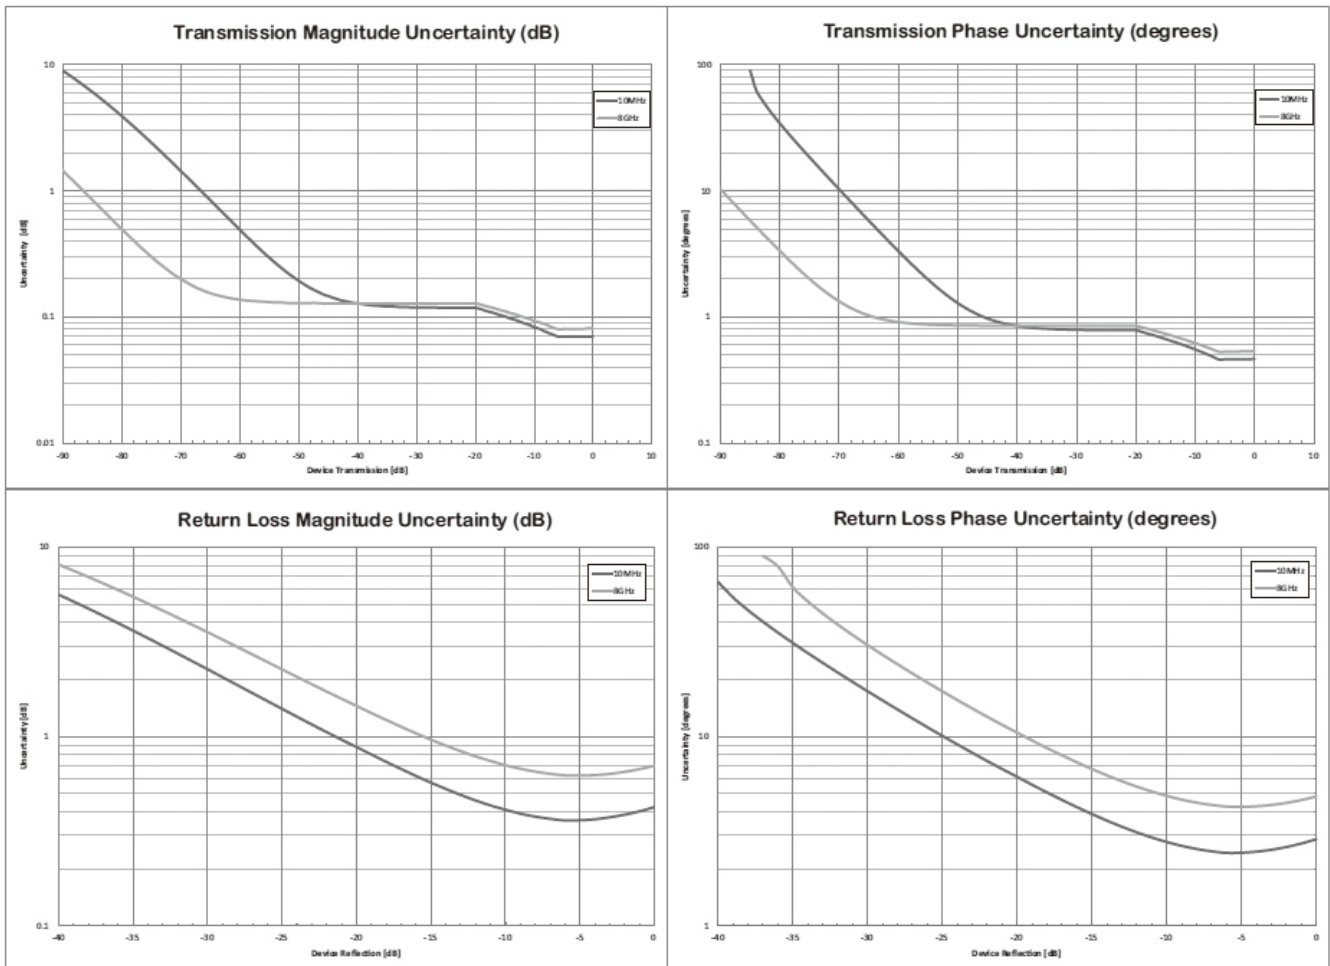 Transmission Magnitude Uncertainty (dB)
10
1
0.1
0.01
Uncertainty [dB]
10MHz
8GHz
-90 -80 -70 -60 -50 -40 -30 -20 -10 0 10
Device Transmission [dB]
Transmission Phase Uncertainty (degrees)
100
10
1
0.1
Uncertainty [degrees]
10MHz
8GHz
-90 -80 -70 -60 -50 -40 -30 -20 -10 0 10
Device Transmission [dB]
Return Loss Magnitude Uncertainty (dB)
10
1
0.1
Uncertainty [dB]
10MHz
8GHz
-40 -35 -30 -25 -20 -15 -10 -5 0
Device Reflection [dB]
Return Loss Phase Uncertainty (degrees)
100
10
1
Uncertainty [degrees]
10MHz
8GHz
-40 -35 -30 -25 -20 -15 -10 -5 0
Device Reflection [dB]